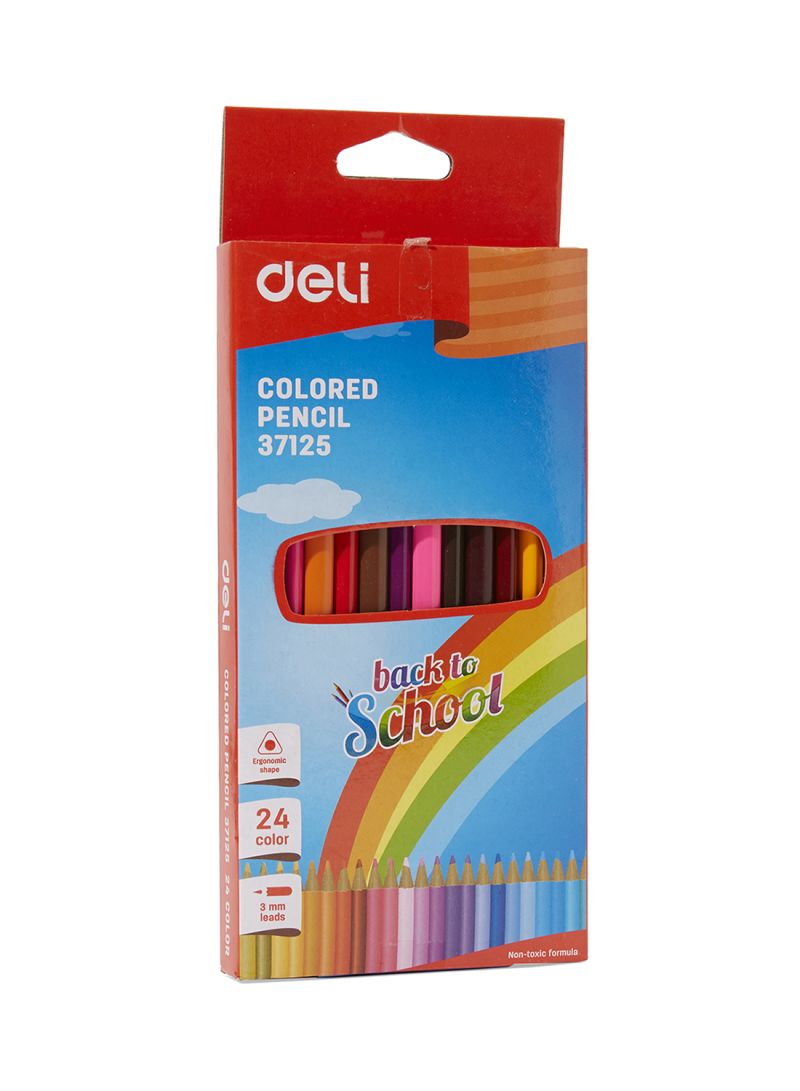 deli
COLORED
PENCIL
37125
back to
School
Ergonomic
shape
24
color
3 mm
leads
Non-toxic formula
deli COLORED PENCIL 37125 24 COLOR